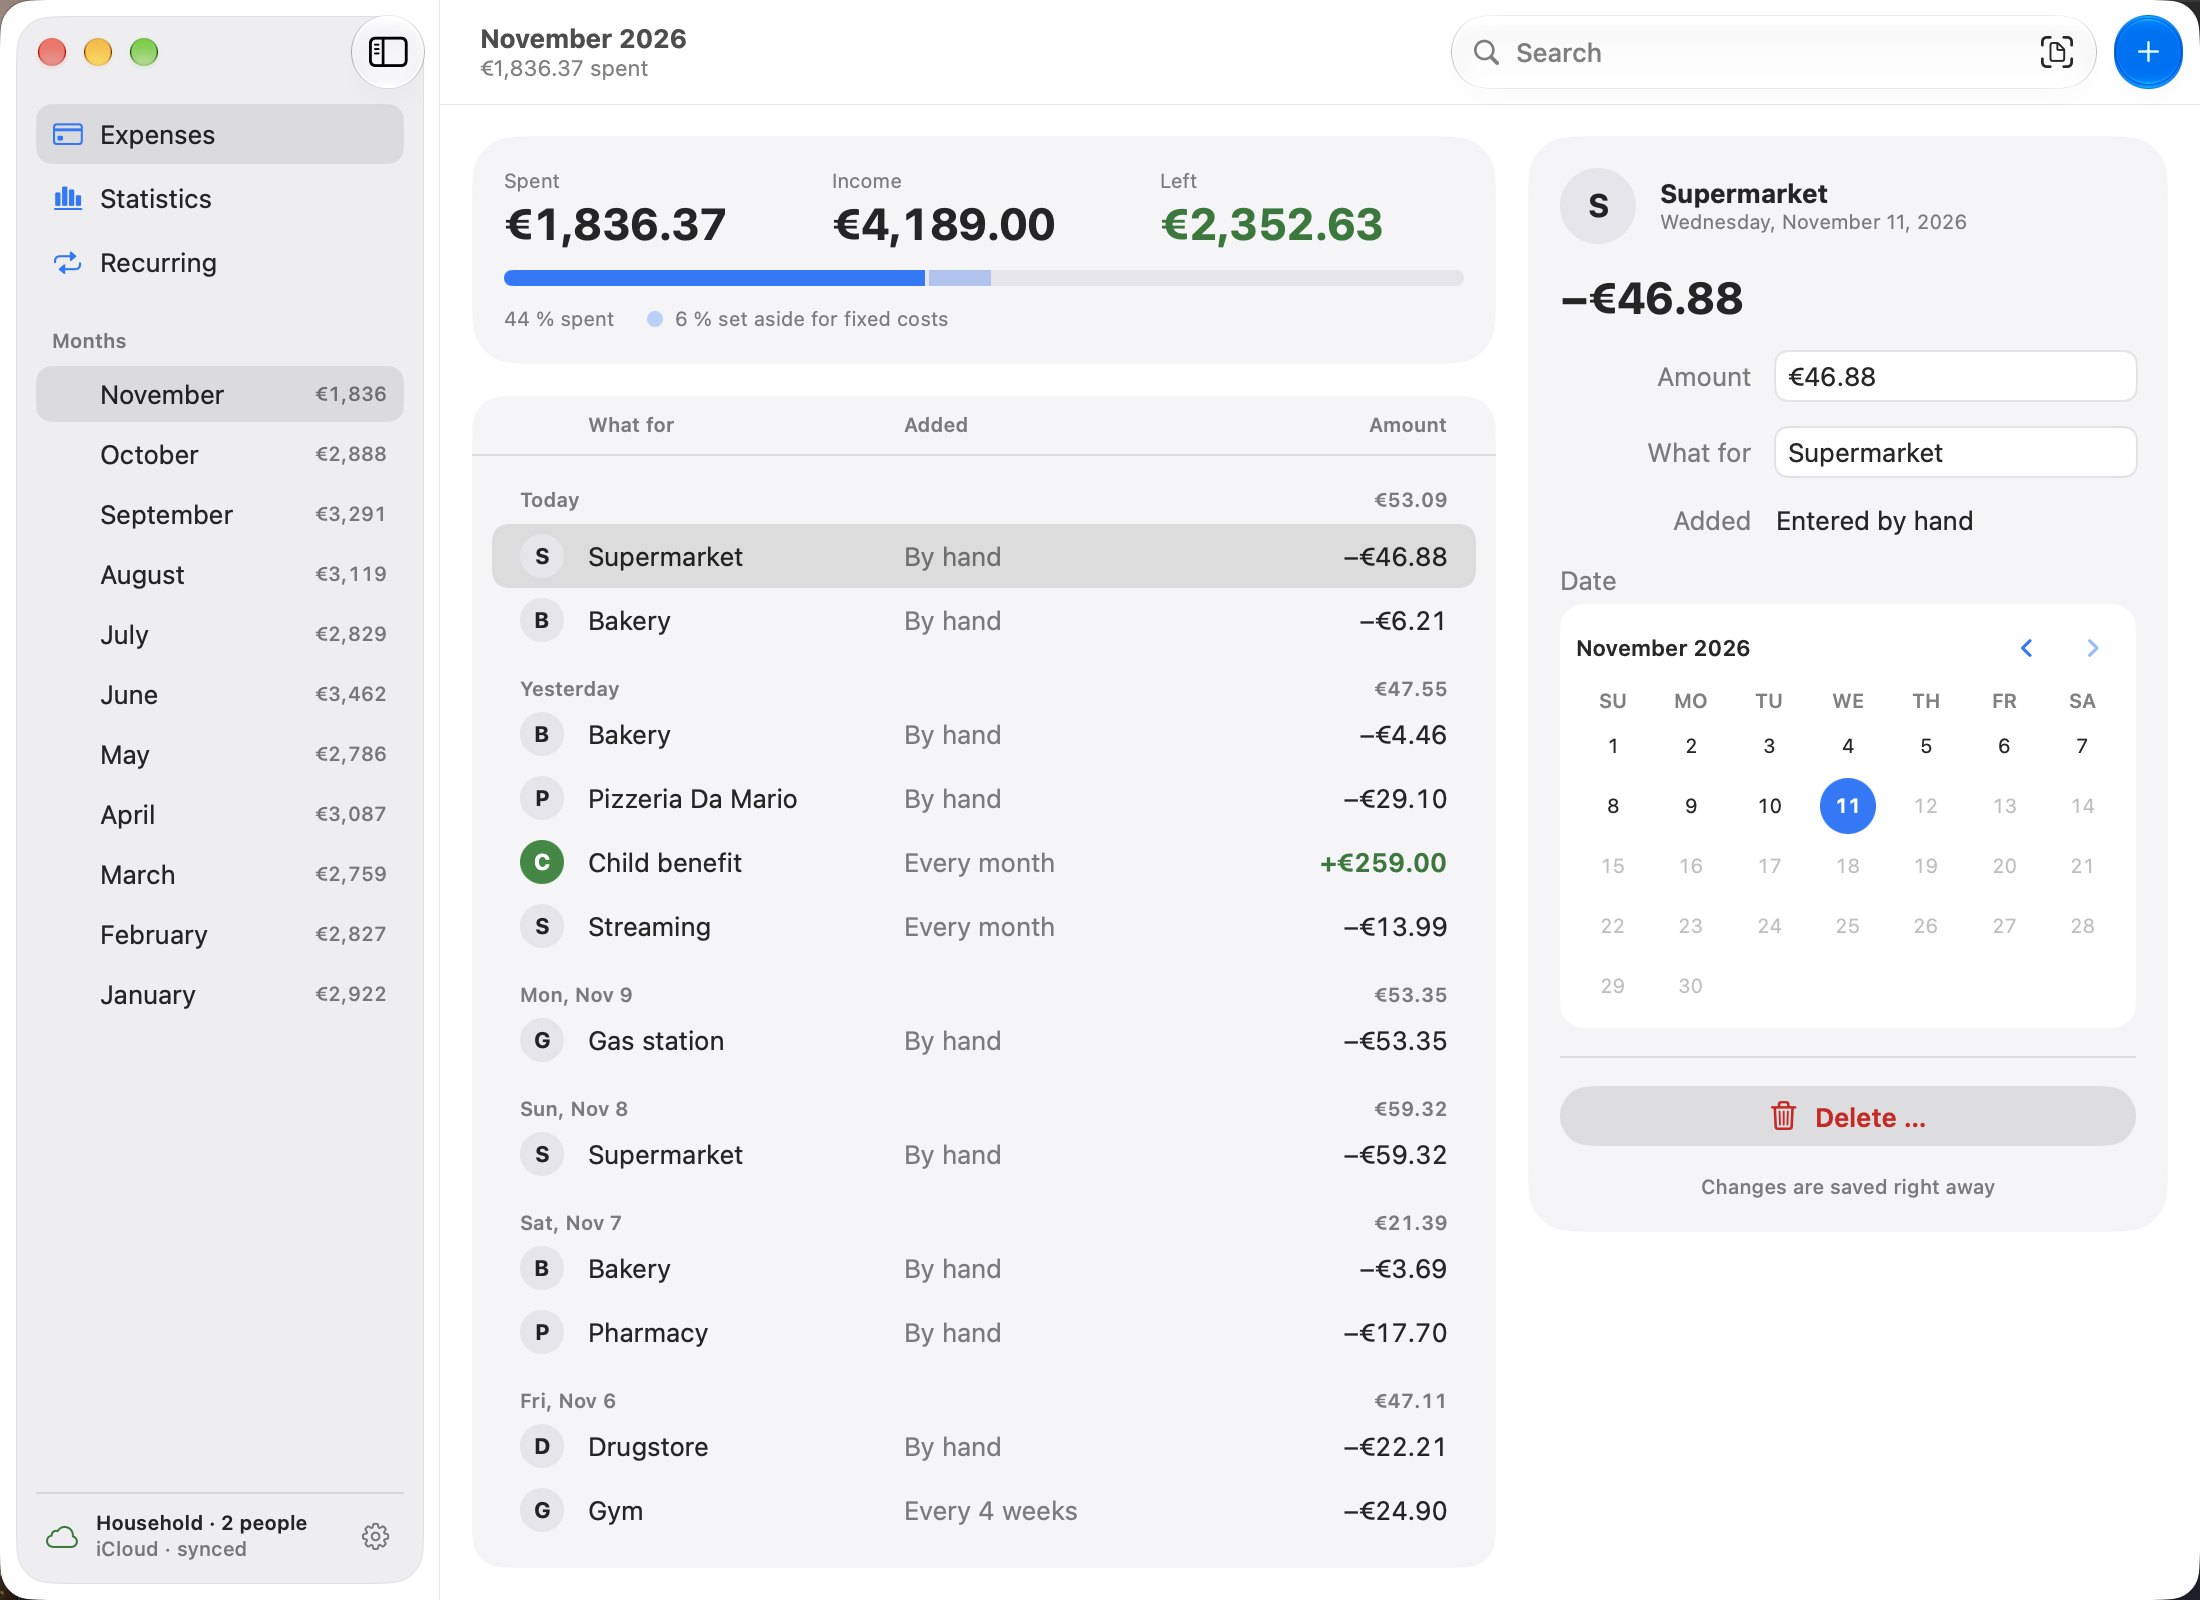 Expenses
Statistics
Recurring
Months
November €1,836
October €2,888
September €3,291
August €3,119
July €2,829
June €3,462
May €2,786
April €3,087
March €2,759
February €2,827
January €2,922
Household · 2 people
iCloud · synced
November 2026
€1,836.37 spent
Search
Spent Income Left
€1,836.37 €4,189.00 €2,352.63
44 % spent 6 % set aside for fixed costs
What for Added Amount
Today €53.09
S Supermarket By hand –€46.88
B Bakery By hand –€6.21
Yesterday €47.55
B Bakery By hand –€4.46
P Pizzeria Da Mario By hand –€29.10
C Child benefit Every month +€259.00
S Streaming Every month –€13.99
Mon, Nov 9 €53.35
G Gas station By hand –€53.35
Sun, Nov 8 €59.32
S Supermarket By hand –€59.32
Sat, Nov 7 €21.39
B Bakery By hand –€3.69
P Pharmacy By hand –€17.70
Fri, Nov 6 €47.11
D Drugstore By hand –€22.21
G Gym Every 4 weeks –€24.90
S
Supermarket
Wednesday, November 11, 2026
–€46.88
Amount €46.88
What for Supermarket
Added Entered by hand
Date
November 2026
SU MO TU WE TH FR SA
1 2 3 4 5 6 7
8 9 10 11 12 13 14
15 16 17 18 19 20 21
22 23 24 25 26 27 28
29 30
Delete ...
Changes are saved right away